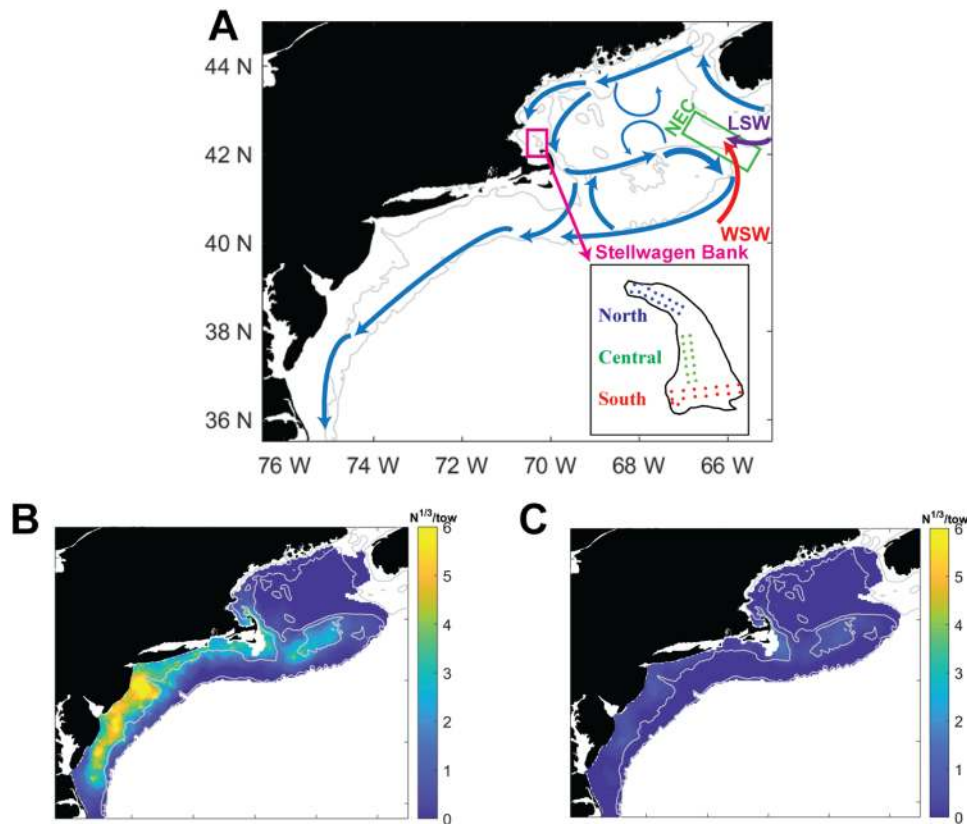 A
44 N
42 N
40 N
38 N
36 N
76 W 74 W 72 W 70 W 68 W 66 W
NEC
LSW
WSW
Stellwagen Bank
North
Central
South
B
N1/3/tow
6
5
4
3
2
1
0
C
N1/3/tow
6
5
4
3
2
1
0